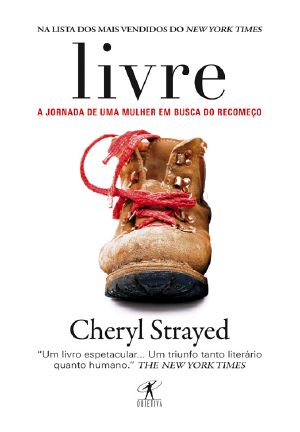 NA LISTA DOS MAIS VENDIDOS DO NEW YORK TIMES
livre
A JORNADA DE UMA MULHER EM BUSCA DO RECOMEÇO
Cheryl Strayed
“Um livro espetacular... Um triunfo tanto literário
quanto humano.” THE NEW YORK TIMES
OBJETIVA